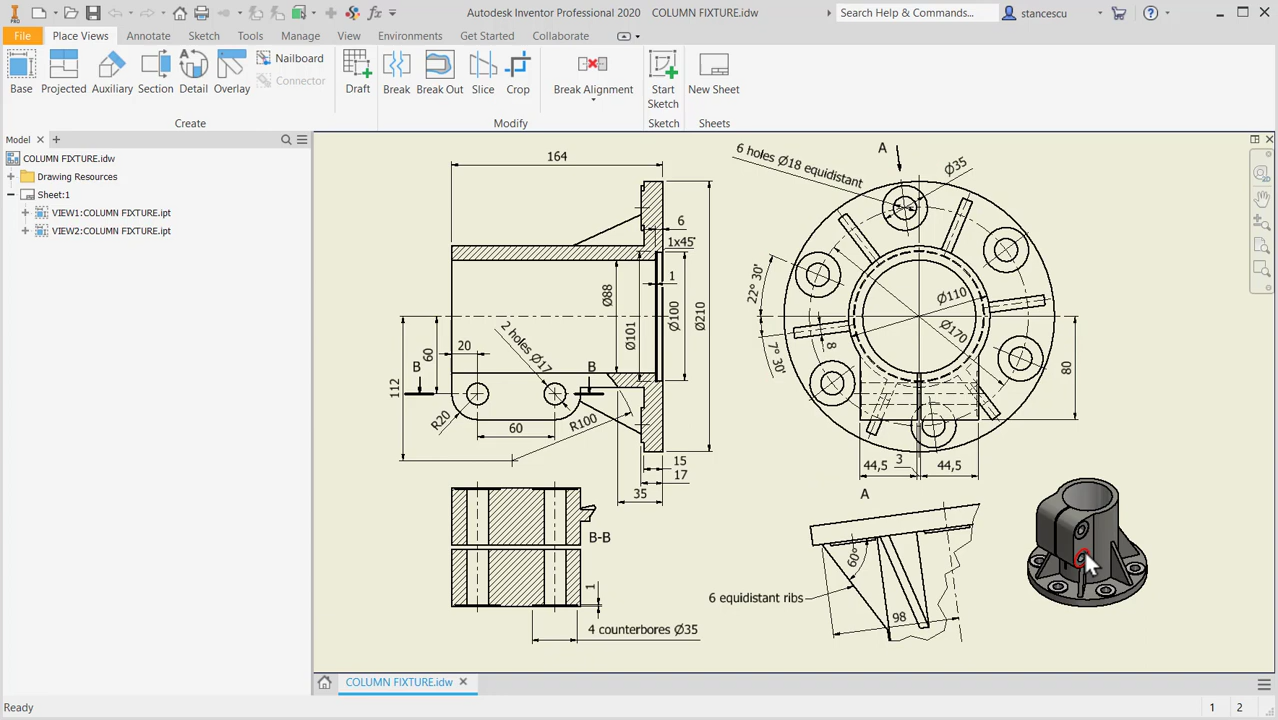 PRO
Autodesk Inventor Professional 2020 COLUMN FIXTURE.idw
Search Help & Commands...
stancescu
File
Place Views
Annotate
Sketch
Tools
Manage
View
Environments
Get Started
Collaborate
Base
Projected
Auxiliary
Section
Detail
Overlay
Nailboard
Connector
Draft
Break
Break Out
Slice
Crop
Break Alignment
Start
Sketch
New Sheet
Create
Modify
Sketch
Sheets
Model
COLUMN FIXTURE.idw
Drawing Resources
Sheet:1
VIEW1:COLUMN FIXTURE.ipt
VIEW2:COLUMN FIXTURE.ipt
164
6
1x45°
1
Ø88
Ø101
Ø100
Ø210
2 holes Ø17
20
60
112
B
B
R20
60
R100
15
17
35
B-B
1
4 counterbores Ø35
6 holes Ø18 equidistant
A
Ø35
22° 30'
7° 30'
8
Ø110
Ø170
80
44,5
3
44,5
A
60°
6 equidistant ribs
98
COLUMN FIXTURE.idw
Ready
1
2